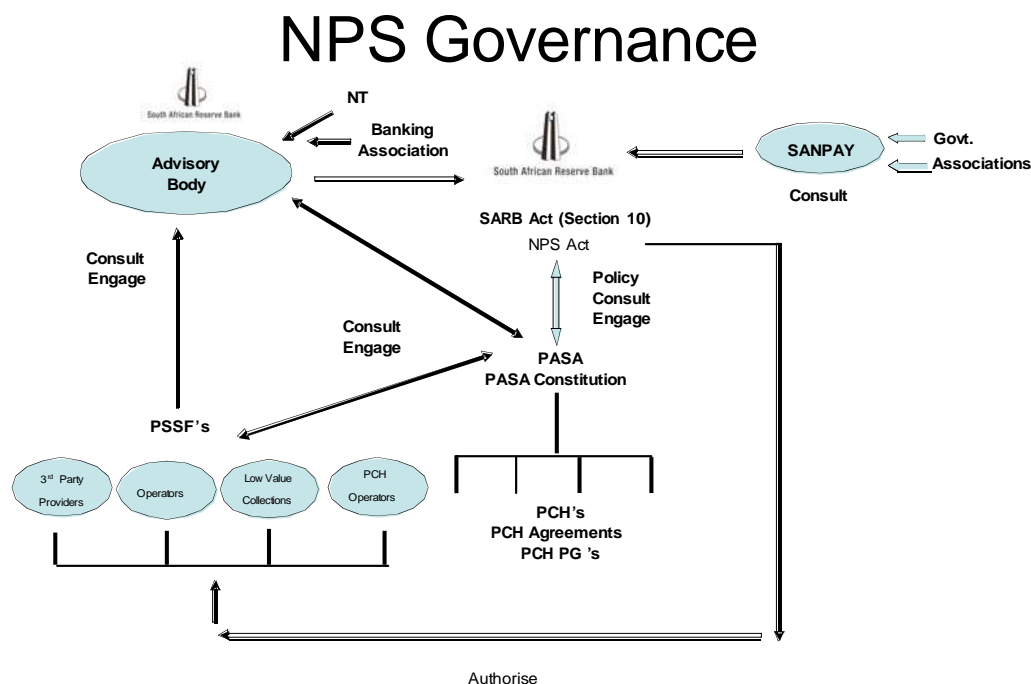 NPS Governance
South African Reserve Bank
NT
Banking
Association
Advisory
Body
South African Reserve Bank
SANPAY
Govt.
Associations
Consult
SARB Act (Section 10)
NPS Act
Consult
Engage
Policy
Consult
Engage
Consult
Engage
PASA
PASA Constitution
PSSF's
3rd Party
Providers
Operators
Low Value
Collections
PCH
Operators
PCH's
PCH Agreements
PCH PG 's
Authorise